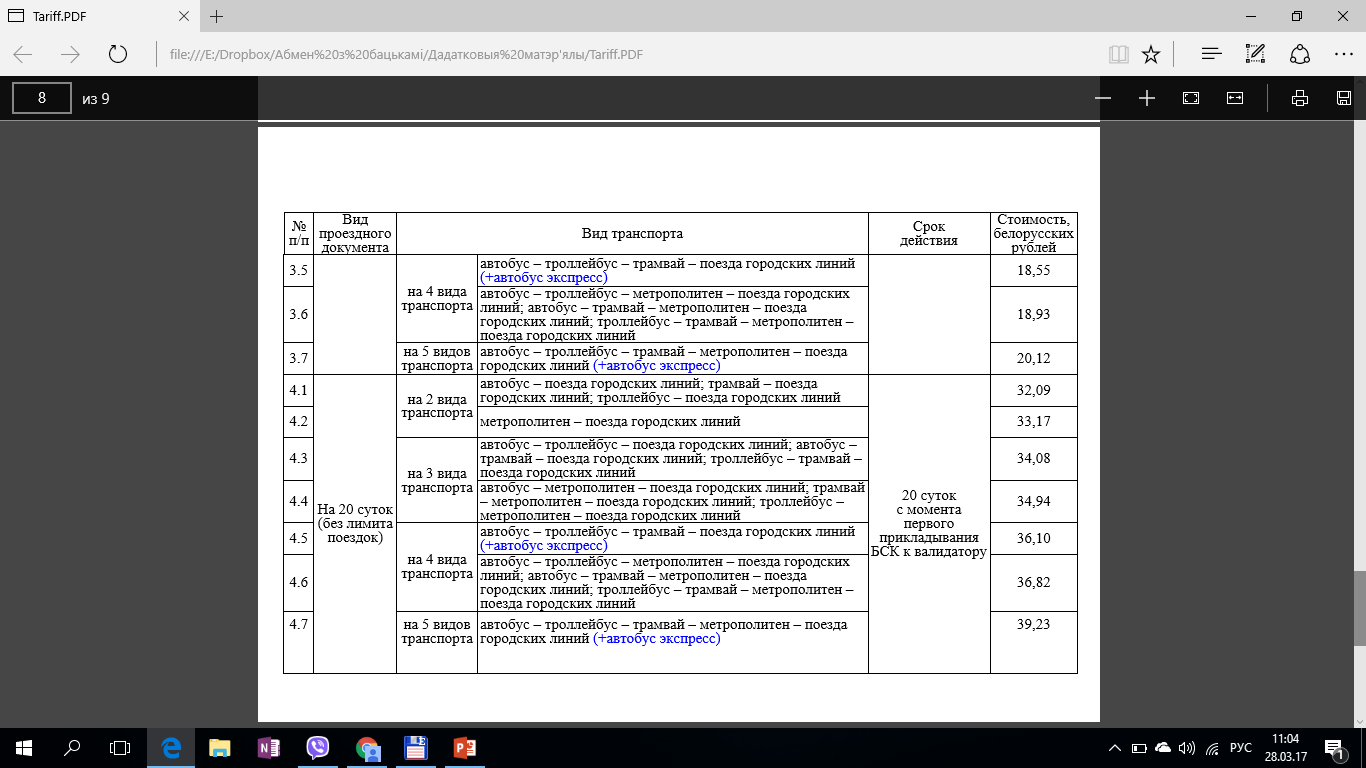 Tariff.PDF
file:///E:/Dropbox/Абмен%20з%20бацькамі/Дадатковыя%20матэр'ялы/Tariff.PDF
8 из 9
№ п/п
Вид проездного документа
Вид транспорта
Срок действия
Стоимость, белорусских рублей
3.5
на 4 вида транспорта
автобус – троллейбус – трамвай – поезда городских линий
(+автобус экспресс)
18,55
3.6
автобус – троллейбус – метрополитен – поезда городских
линий; автобус – трамвай – метрополитен – поезда
городских линий; троллейбус – трамвай – метрополитен –
поезда городских линий
18,93
3.7
на 5 видов транспорта
автобус – троллейбус – трамвай – метрополитен – поезда
городских линий (+автобус экспресс)
20,12
На 20 суток
(без лимита
поездок)
20 суток
с момента
первого
прикладывания
БСК к валидатору
4.1
на 2 вида транспорта
автобус – поезда городских линий; трамвай – поезда
городских линий; троллейбус – поезда городских линий
32,09
4.2
метрополитен – поезда городских линий
33,17
4.3
на 3 вида транспорта
автобус – троллейбус – поезда городских линий; автобус –
трамвай – поезда городских линий; троллейбус – трамвай –
поезда городских линий
34,08
4.4
автобус – метрополитен – поезда городских линий; трамвай
– метрополитен – поезда городских линий; троллейбус –
метрополитен – поезда городских линий
34,94
4.5
на 4 вида транспорта
автобус – троллейбус – трамвай – поезда городских линий
(+автобус экспресс)
36,10
4.6
автобус – троллейбус – метрополитен – поезда городских
линий; автобус – трамвай – метрополитен – поезда
городских линий; троллейбус – трамвай – метрополитен –
поезда городских линий
36,82
4.7
на 5 видов транспорта
автобус – троллейбус – трамвай – метрополитен – поезда
городских линий (+автобус экспресс)
39,23
РУС
11:04
28.03.17
1